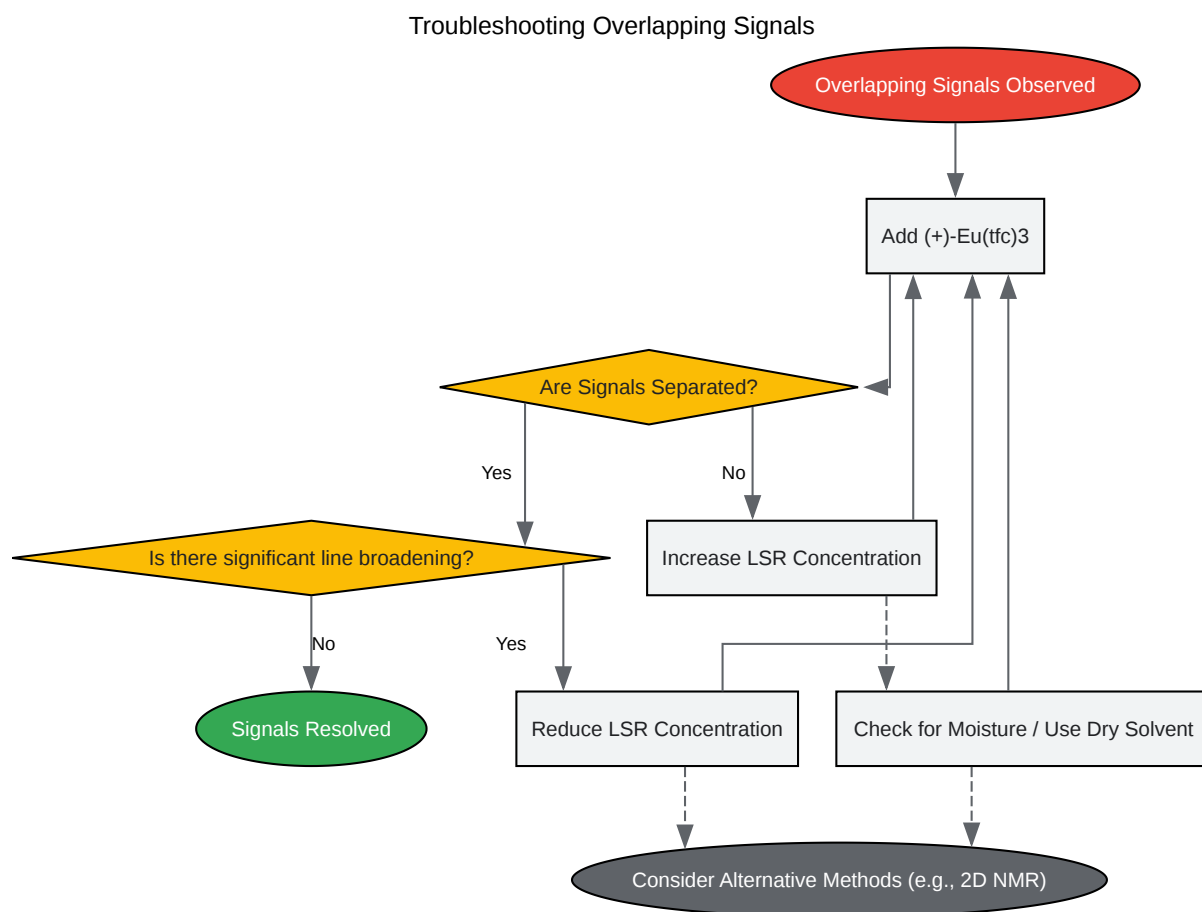 Troubleshooting Overlapping Signals
Overlapping Signals Observed
Add (+)-Eu(tfc)3
Are Signals Separated?
Yes
No
Is there significant line broadening?
Increase LSR Concentration
No
Yes
Signals Resolved
Reduce LSR Concentration
Check for Moisture / Use Dry Solvent
Consider Alternative Methods (e.g., 2D NMR)